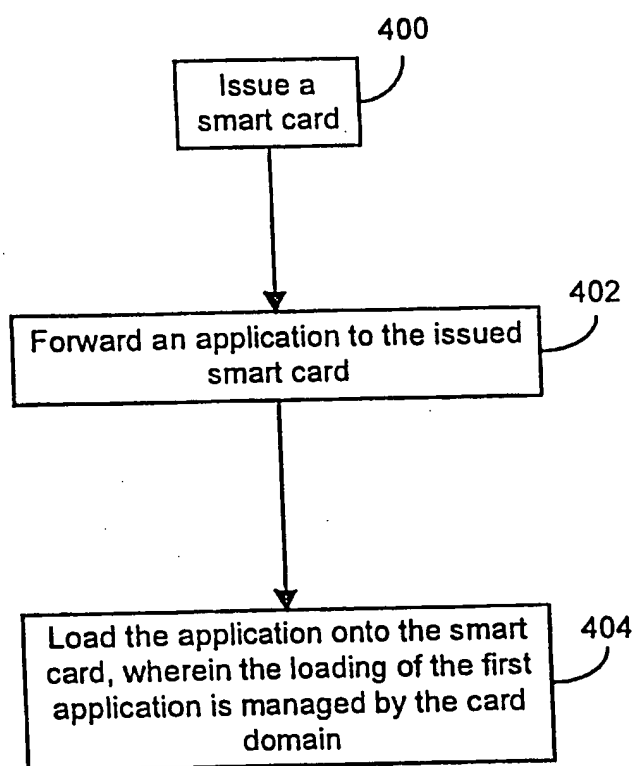 400
Issue a
smart card
402
Forward an application to the issued
smart card
Load the application onto the smart
card, wherein the loading of the first
application is managed by the card
domain
404